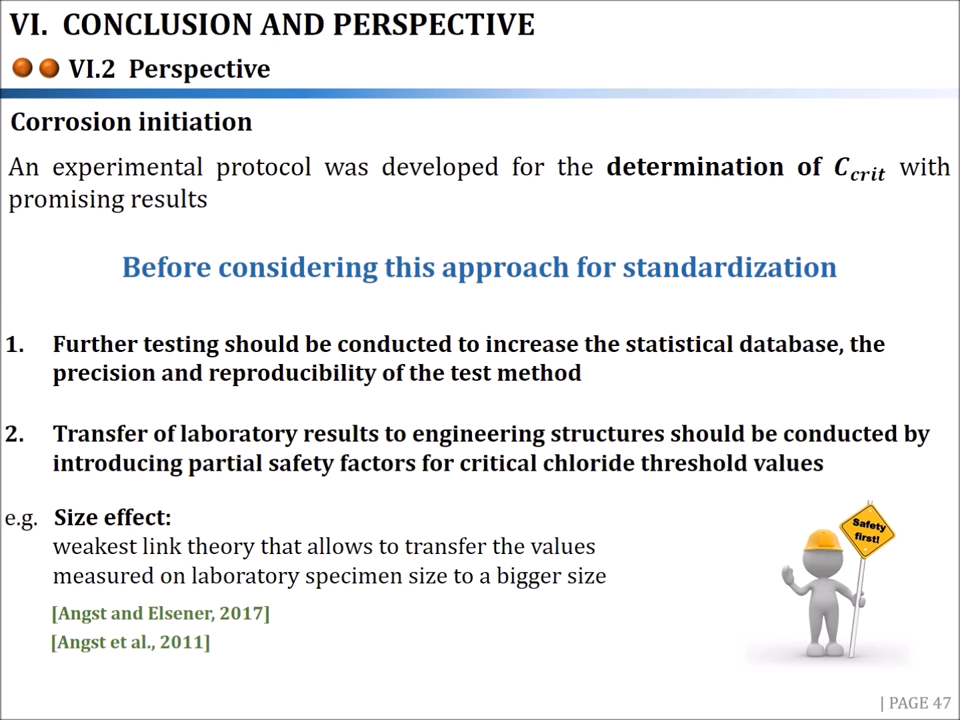 VI. CONCLUSION AND PERSPECTIVE
VI.2 Perspective
Corrosion initiation
An experimental protocol was developed for the determination of C_crit with
promising results
Before considering this approach for standardization
1. Further testing should be conducted to increase the statistical database, the
precision and reproducibility of the test method
2. Transfer of laboratory results to engineering structures should be conducted by
introducing partial safety factors for critical chloride threshold values
e.g. Size effect:
weakest link theory that allows to transfer the values
measured on laboratory specimen size to a bigger size
[Angst and Elsener, 2017]
[Angst et al., 2011]
Safety
first!
| PAGE 47